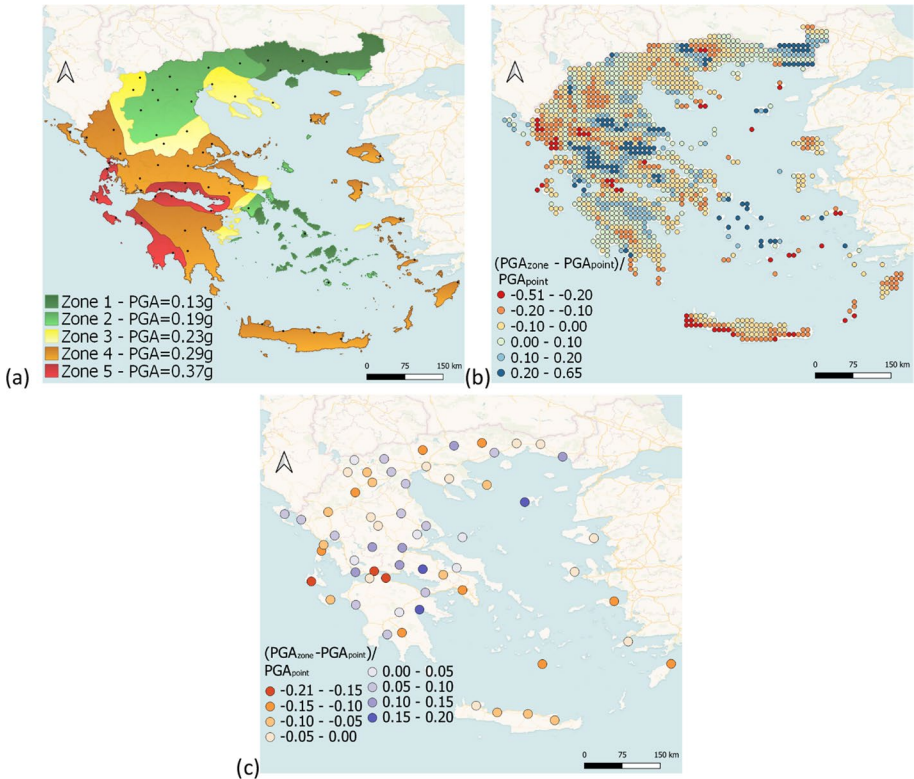 Zone 1 - PGA=0.13g
Zone 2 - PGA=0.19g
Zone 3 - PGA=0.23g
Zone 4 - PGA=0.29g
Zone 5 - PGA=0.37g
0 75 150 km
(a)
(PGAzone - PGApoint)/
PGApoint
-0.51 - -0.20
-0.20 - -0.10
-0.10 - 0.00
0.00 - 0.10
0.10 - 0.20
0.20 - 0.65
0 75 150 km
(b)
(PGAzone -PGApoint)/
PGApoint
-0.21 - -0.15
-0.15 - -0.10
-0.10 - -0.05
-0.05 - 0.00
0.00 - 0.05
0.05 - 0.10
0.10 - 0.15
0.15 - 0.20
0 75 150 km
(c)